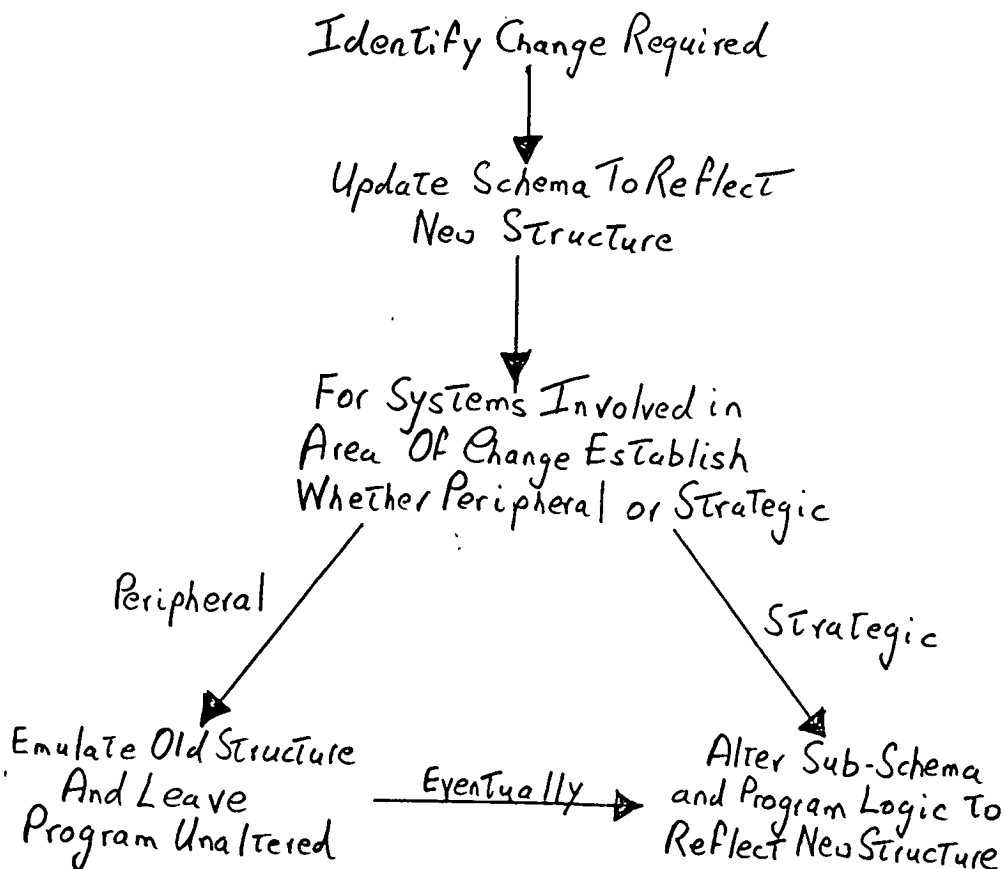 Identify Change Required
Update Schema To Reflect
New Structure
For Systems Involved in
Area Of Change Establish
Whether Peripheral or Strategic
Peripheral
Strategic
Emulate Old Structure
And Leave
Program Unaltered
Eventually
Alter Sub-Schema
and Program Logic To
Reflect New Structure